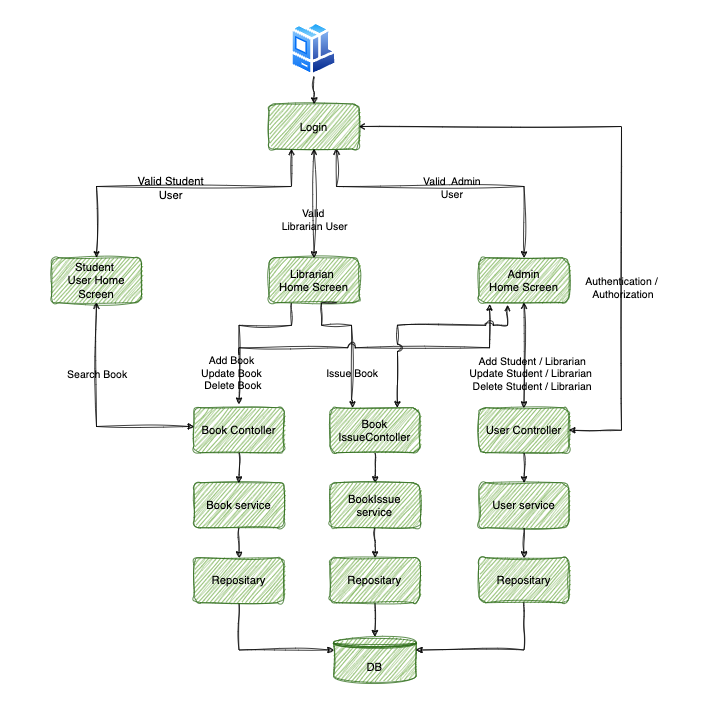 Login
Valid Student
User
Valid
Librarian User
Valid Admin
User
Student
User Home
Screen
Librarian
Home Screen
Admin
Home Screen
Authentication /
Authorization
Search Book
Add Book
Update Book
Delete Book
Issue Book
Add Student / Librarian
Update Student / Librarian
Delete Student / Librarian
Book Contoller
Book
IssueContoller
User Controller
Book service
BookIssue
service
User service
Repositary
Repositary
Repositary
DB